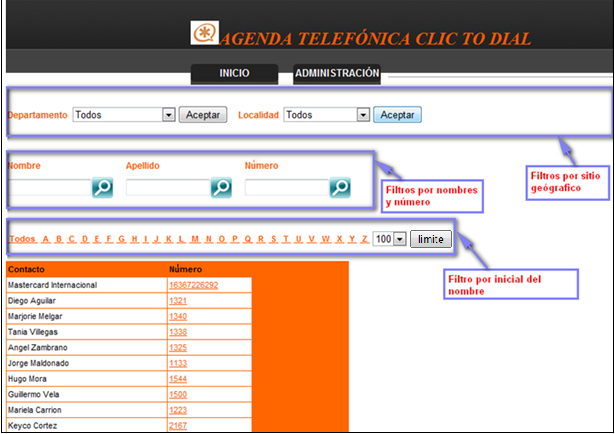 AGENDA TELEFÓNICA CLIC TO DIAL
INICIO ADMINISTRACIÓN
Departamento Todos Aceptar Localidad Todos Aceptar
Filtros por sitio
geógrafico
Nombre Apellido Número
Filtros por nombres
y número
Todos A B C D E F G H I J K L M N O P Q R S T U V W X Y Z 100 limite
Filtro por inicial del
nombre
Contacto Número
Mastercard Internacional 16367226292
Diego Aguilar 1321
Marjorie Melgar 1340
Tania Villegas 1338
Angel Zambrano 1325
Jorge Maldonado 1133
Hugo Mora 1544
Guillermo Vela 1500
Mariela Carrion 1223
Keyco Cortez 2167